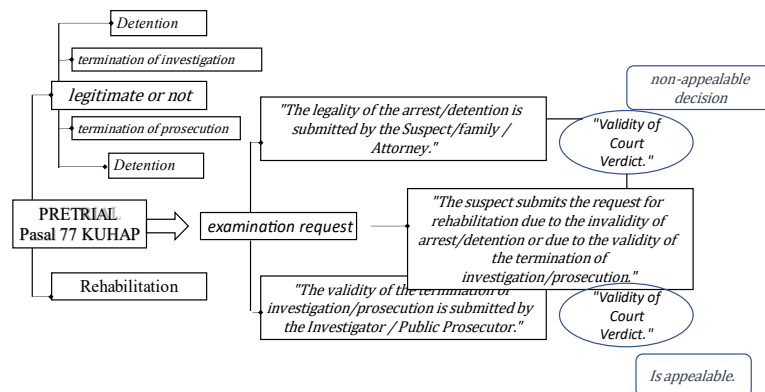 Detention
termination of investigation
legitimate or not
termination of prosecution
Detention
PRETRIAL
Pasal 77 KUHAP
Rehabilitation
examination request
"The legality of the arrest/detention is
submitted by the Suspect/family /
Attorney."
non-appealable
decision
"Validity of
Court
Verdict."
"The suspect submits the request for
rehabilitation due to the invalidity of
arrest/detention or due to the validity of
the termination of
investigation/prosecution."
"The validity of the termination of
investigation/prosecution is submitted by
the Investigator / Public Prosecutor."
"Validity of
Court
Verdict."
Is appealable.